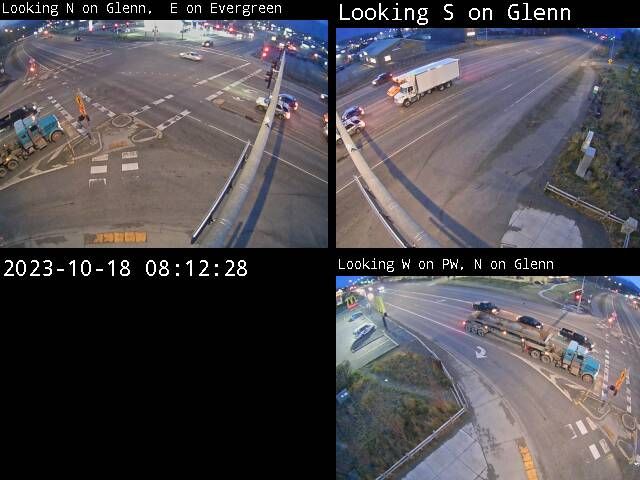 Looking N on Glenn,  E on Evergreen
Looking S on Glenn
2023-10-18 08:12:28
Looking W on PW, N on Glenn